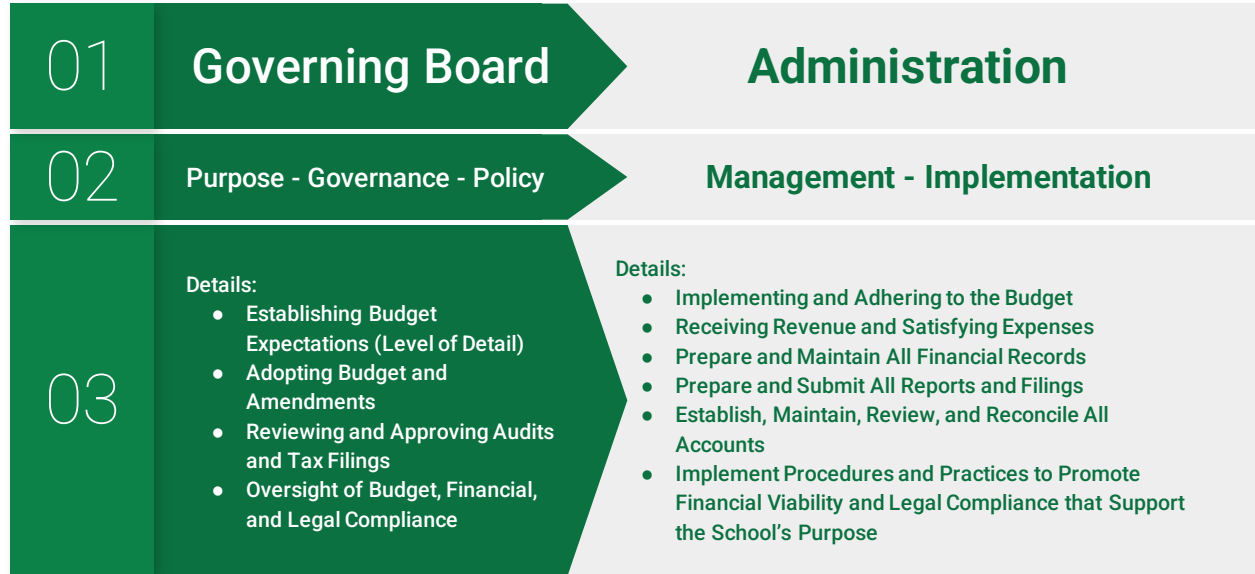 01
Governing Board
Administration
02
Purpose - Governance - Policy
Management - Implementation
03
Details:
● Establishing Budget
Expectations (Level of Detail)
● Adopting Budget and
Amendments
● Reviewing and Approving Audits
and Tax Filings
● Oversight of Budget, Financial,
and Legal Compliance
Details:
● Implementing and Adhering to the Budget
● Receiving Revenue and Satisfying Expenses
● Prepare and Maintain All Financial Records
● Prepare and Submit All Reports and Filings
● Establish, Maintain, Review, and Reconcile All
Accounts
● Implement Procedures and Practices to Promote
Financial Viability and Legal Compliance that Support
the School's Purpose